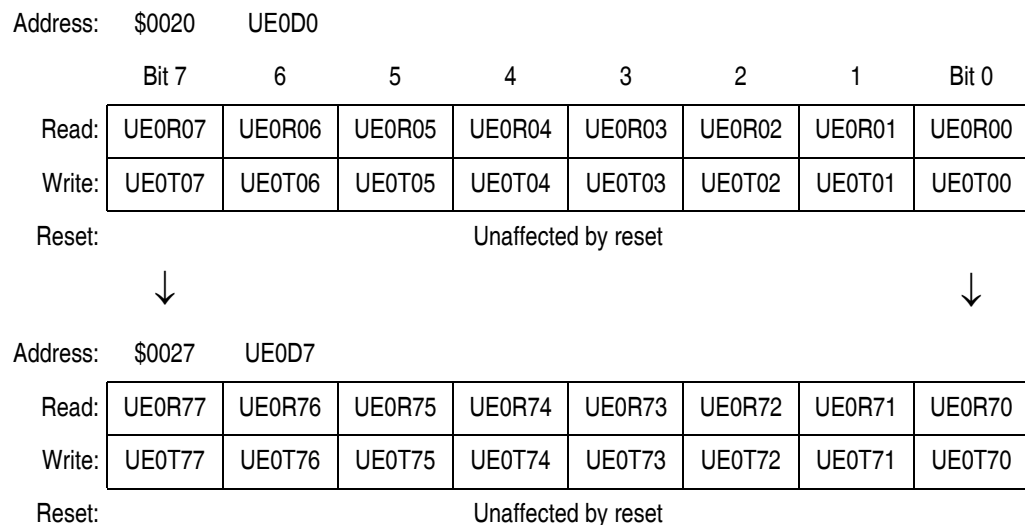 Address: $0020 UE0D0
Bit 7 6 5 4 3 2 1 Bit 0
Read: UE0R07 UE0R06 UE0R05 UE0R04 UE0R03 UE0R02 UE0R01 UE0R00
Write: UE0T07 UE0T06 UE0T05 UE0T04 UE0T03 UE0T02 UE0T01 UE0T00
Reset: Unaffected by reset
↓ ↓
Address: $0027 UE0D7
Read: UE0R77 UE0R76 UE0R75 UE0R74 UE0R73 UE0R72 UE0R71 UE0R70
Write: UE0T77 UE0T76 UE0T75 UE0T74 UE0T73 UE0T72 UE0T71 UE0T70
Reset: Unaffected by reset